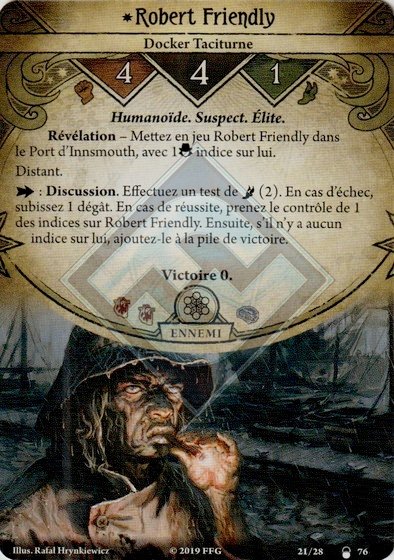 Robert Friendly
Docker Taciturne
4 4 1
Humanoïde. Suspect. Élite.
Révélation – Mettez en jeu Robert Friendly dans
le Port d'Innsmouth, avec 1 indice sur lui.
Distant.
: Discussion. Effectuez un test de (2). En cas d'échec,
subissez 1 dégât. En cas de réussite, prenez le contrôle de 1
des indices sur Robert Friendly. Ensuite, s'il n'y a aucun
indice sur lui, ajoutez-le à la pile de victoire.
Victoire 0.
ENNEMI
Illus. Rafal Hrynkiewicz © 2019 FFG 21/28 76